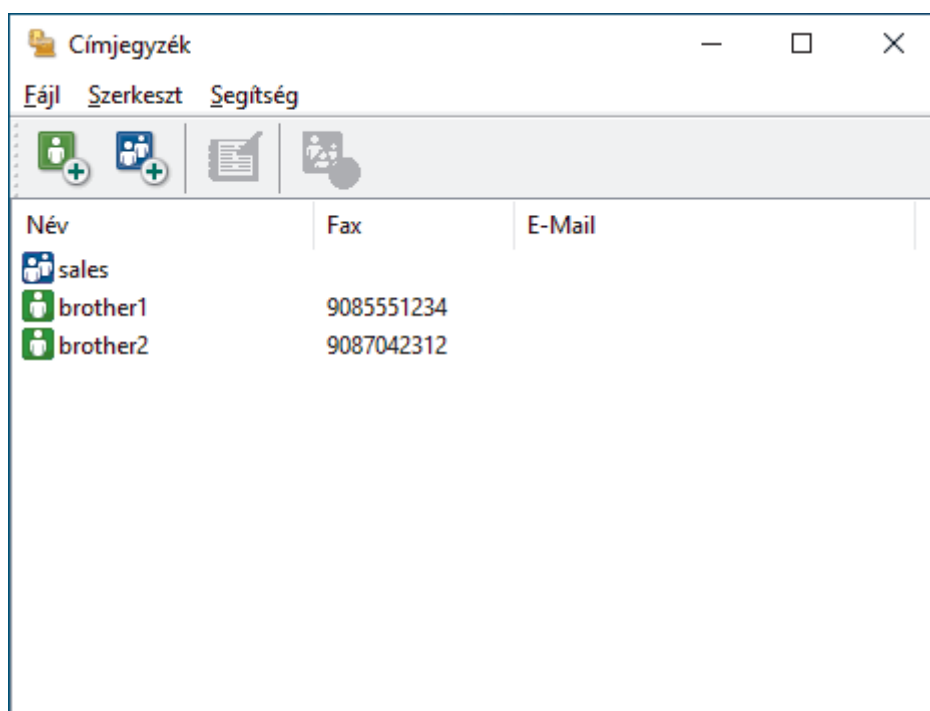 Címjegyzék
Fájl Szerkeszt Segítség
Név Fax E-Mail
sales
brother1 9085551234
brother2 9087042312